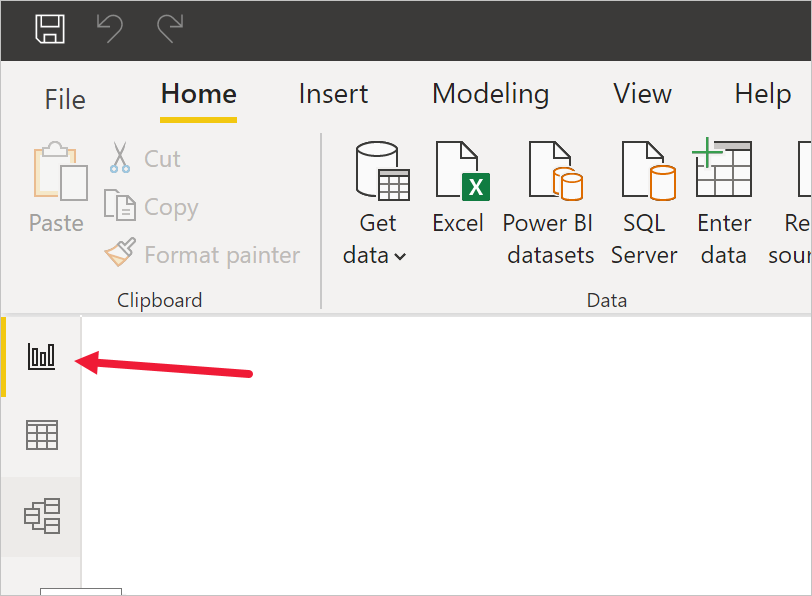 File Home Insert Modeling View Help
Paste
Cut
Copy
Format painter
Clipboard
Get
data
X
Excel
Power BI
datasets
SQL
Server
Enter
data
Data